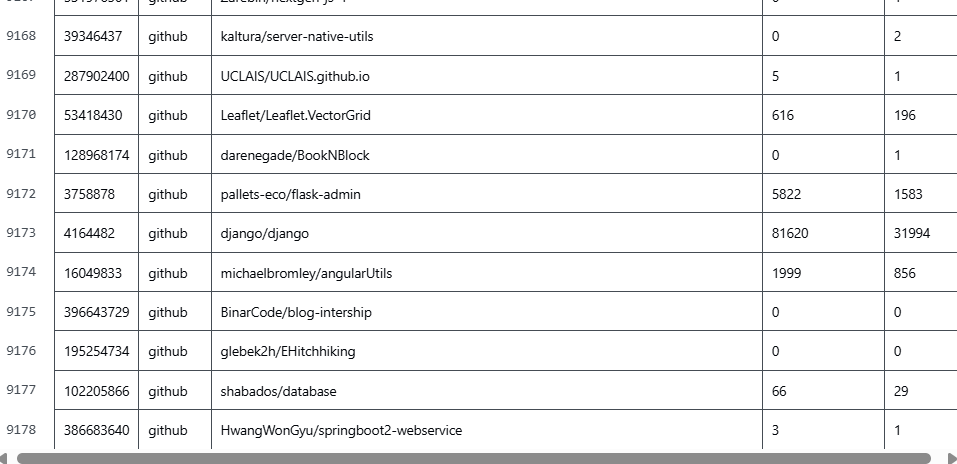 9168 39346437 github kaltura/server-native-utils 0 2
9169 287902400 github UCLAIS/UCLAIS.github.io 5 1
9170 53418430 github Leaflet/Leaflet.VectorGrid 616 196
9171 128968174 github darenegade/BookNBlock 0 1
9172 3758878 github pallets-eco/flask-admin 5822 1583
9173 4164482 github django/django 81620 31994
9174 16049833 github michaelbromley/angularUtils 1999 856
9175 396643729 github BinarCode/blog-intership 0 0
9176 195254734 github glebek2h/EHitchhiking 0 0
9177 102205866 github shabados/database 66 29
9178 386683640 github HwangWonGyu/springboot2-webservice 3 1